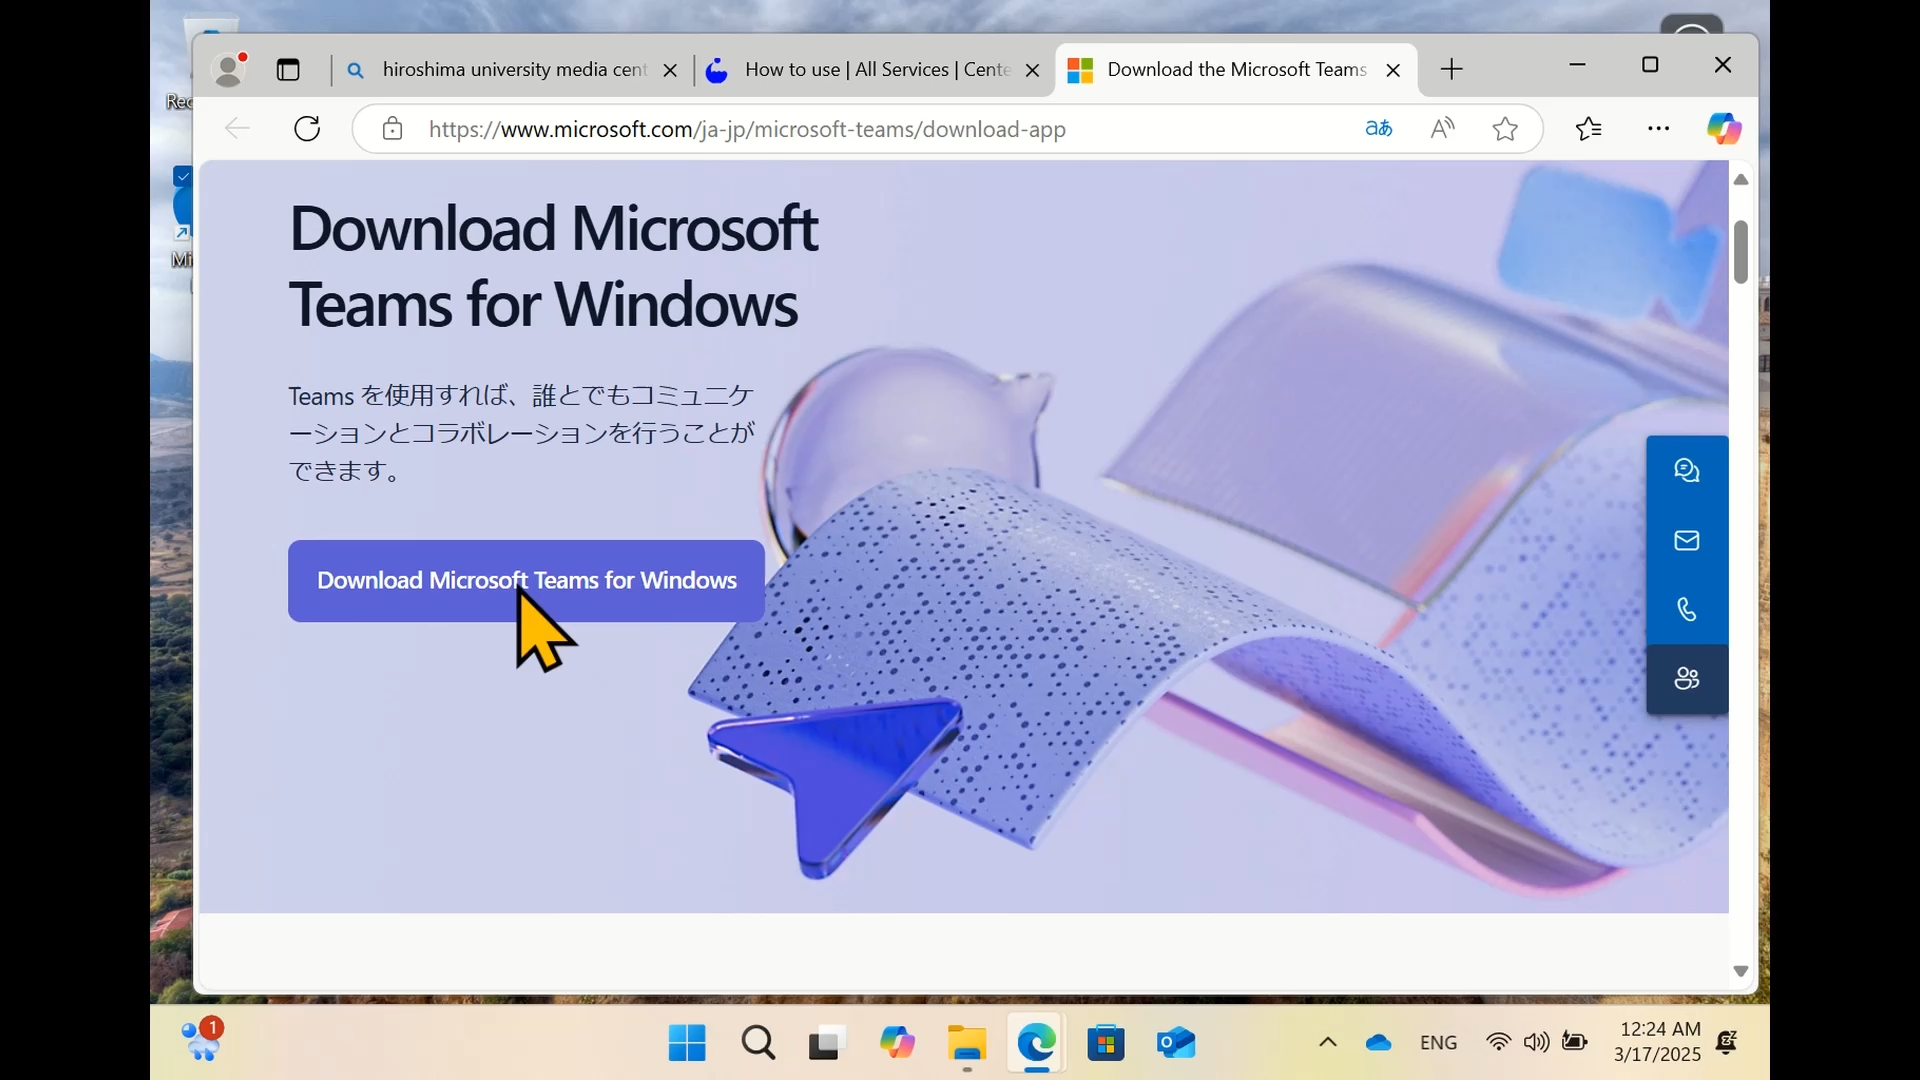 Rec
Mi
hiroshima university media cent
How to use | All Services | Cente
Download the Microsoft Teams
https://www.microsoft.com/ja-jp/microsoft-teams/download-app
aあ
Download Microsoft
Teams for Windows
Teams を使用すれば、誰とでもコミュニケ
ーションとコラボレーションを行うことが
できます。
Download Microsoft Teams for Windows
1
ENG
12:24 AM
3/17/2025